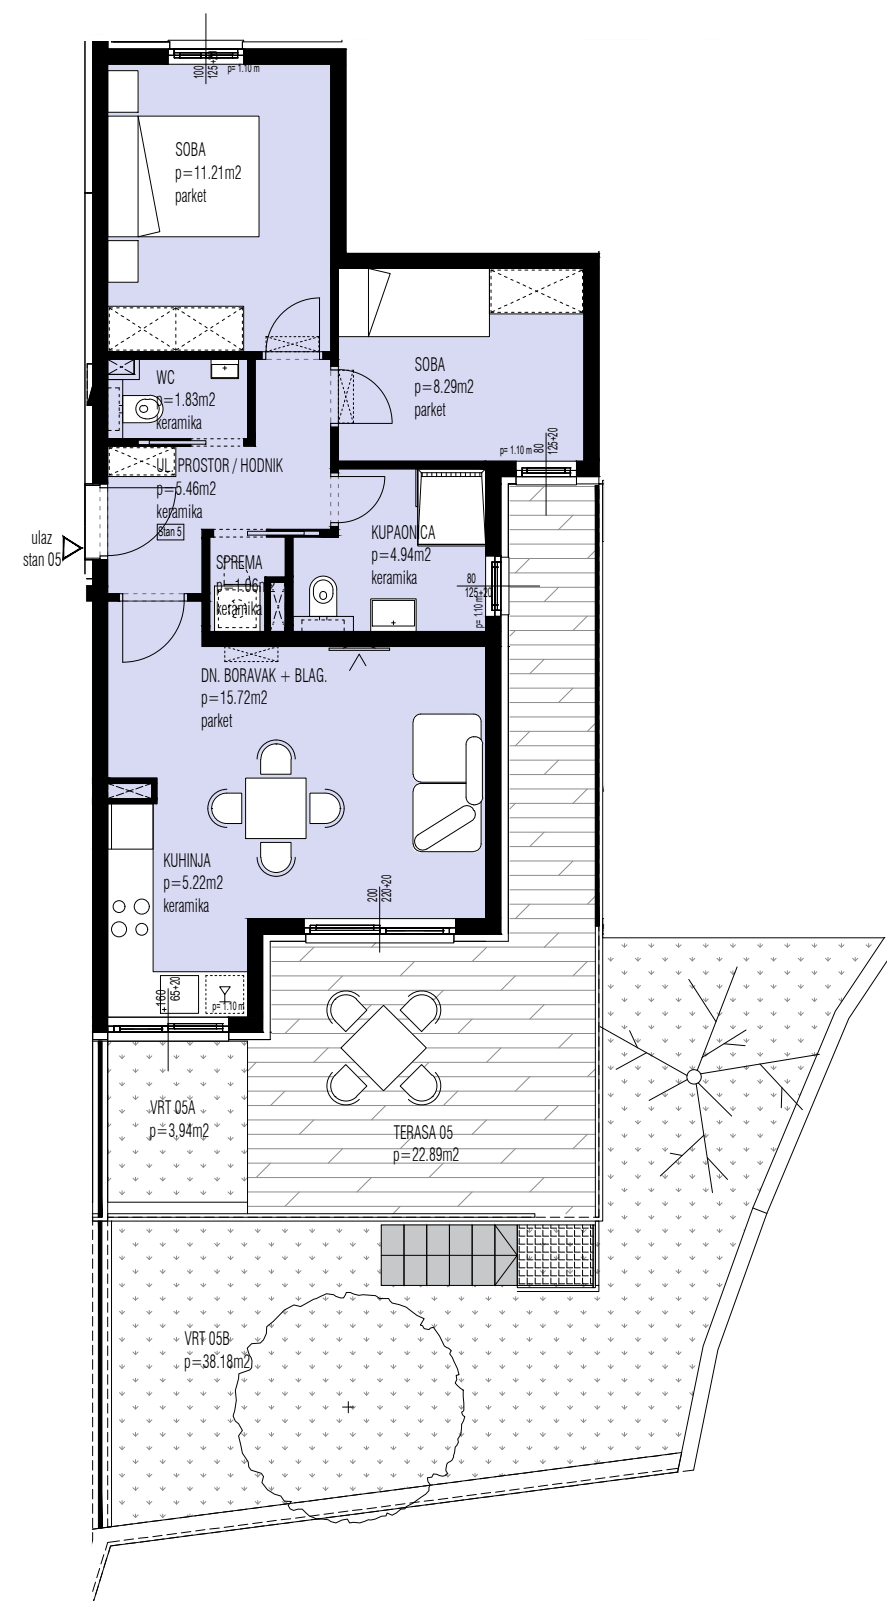 100
125+20
p= 1.10 m
SOBA
p=11.21m2
parket
SOBA
p=8.29m2
parket
p= 1.10 m
80
125+20
WC
p=1.83m2
keramika
UL. PROSTOR / HODNIK
p=5.46m2
keramika
Stan 5
ulaz
stan 05
KUPAONICA
p=4.94m2
keramika
80
125+20
p= 1.10 m
SPREMA
p=1.06m2
keramika
DN. BORAVAK + BLAG.
p=15.72m2
parket
KUHINJA
p=5.22m2
keramika
200
220+20
+160
65+20
p= 1.10 m
VRT 05A
p=3,94m2
TERASA 05
p=22.89m2
VRT 05B
p=38.18m2